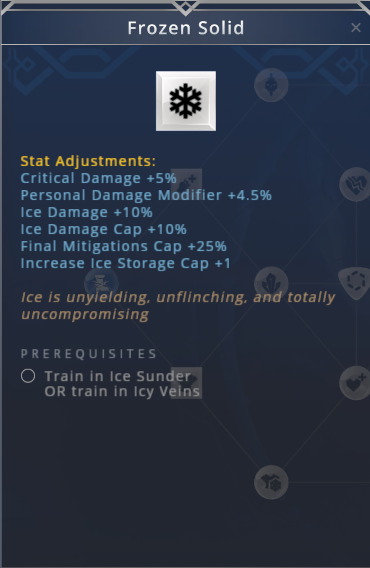 Frozen Solid
Stat Adjustments:
Critical Damage +5%
Personal Damage Modifier +4.5%
Ice Damage +10%
Ice Damage Cap +10%
Final Mitigations Cap +25%
Increase Ice Storage Cap +1
Ice is unyielding, unflinching, and totally
uncompromising
PREREQUISITES
Train in Ice Sunder
OR train in Icy Veins